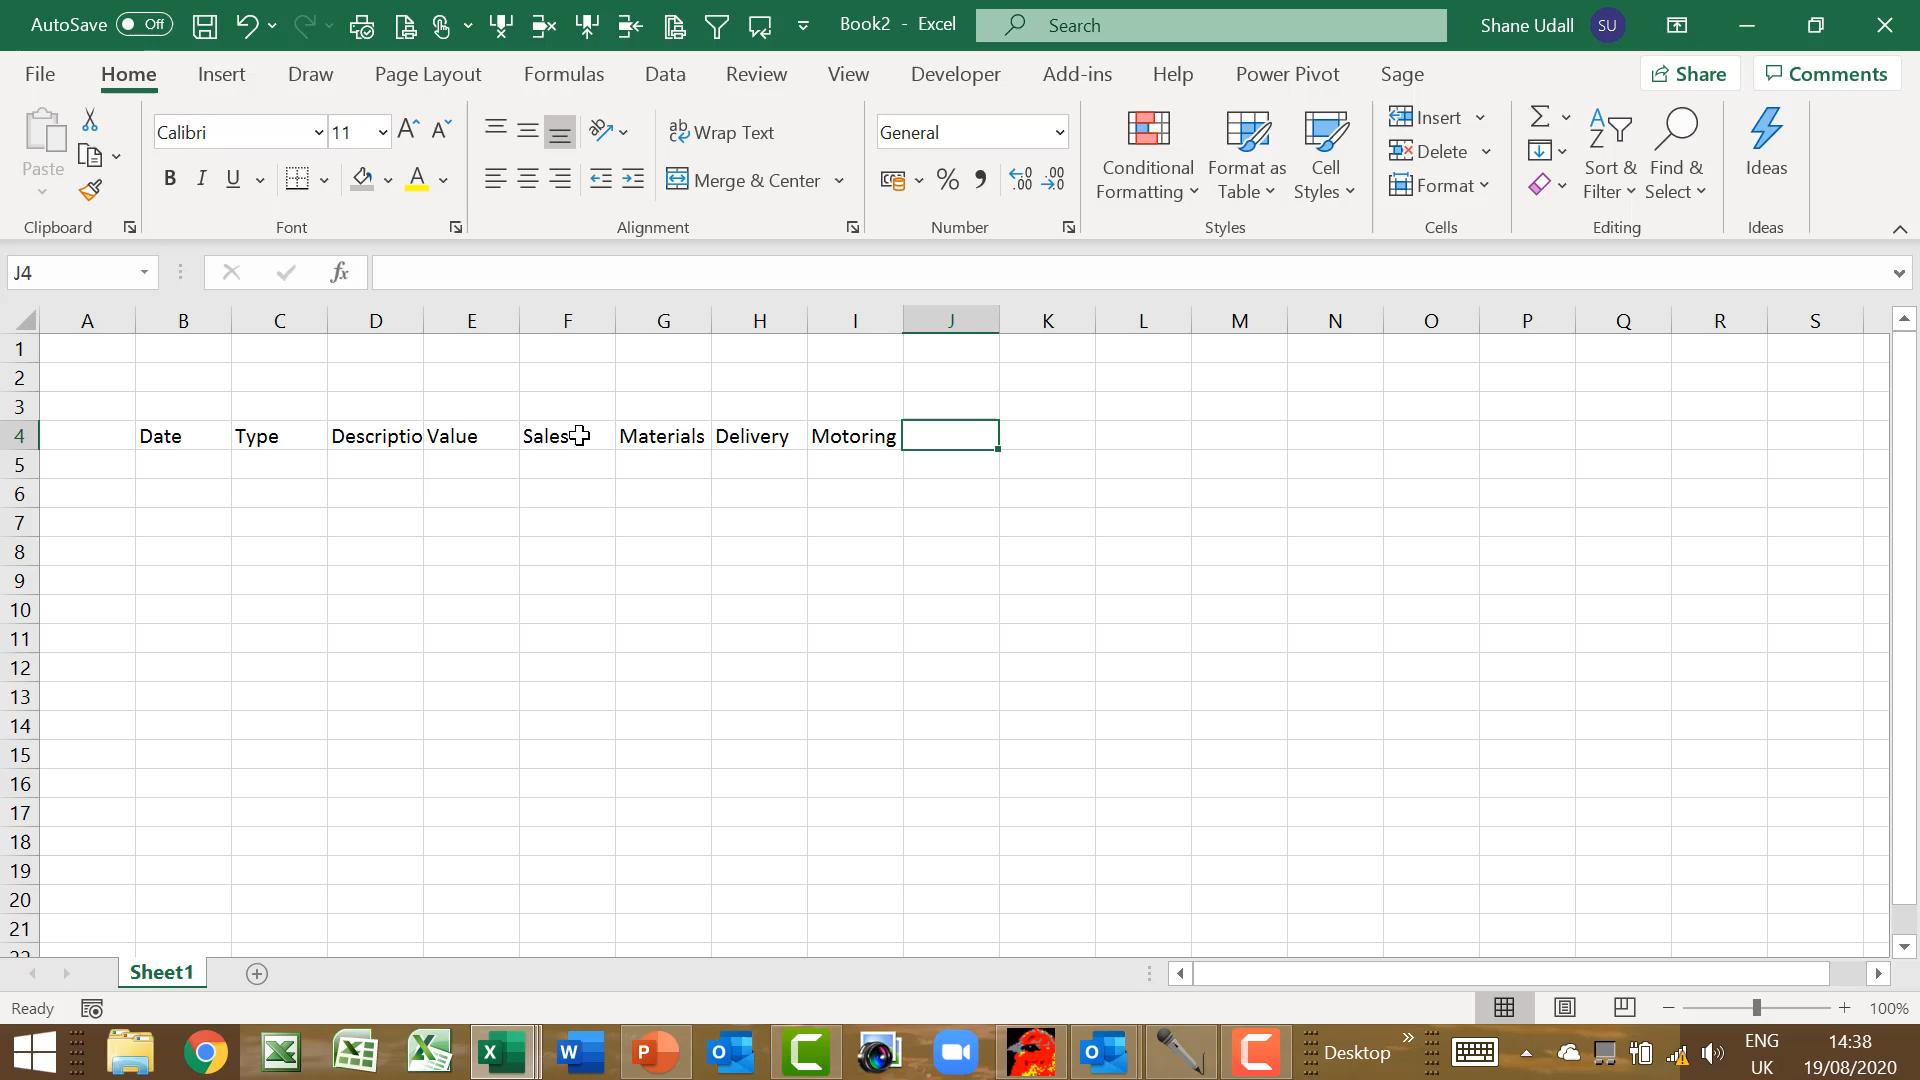 AutoSave Off Book2 - Excel Search Shane Udall SU
File Home Insert Draw Page Layout Formulas Data Review View Developer Add-ins Help Power Pivot Sage Share Comments
Paste Calibri 11 Wrap Text General Conditional Formatting Format as Table Cell Styles Insert Sort & Filter Find & Select Ideas
B I U Merge & Center Delete
Format
Clipboard Font Alignment Number Styles Cells Editing Ideas
J4 fx
A B C D E F G H I J K L M N O P Q R S
1
2
3
4 Date Type Descriptio Value Sales Materials Delivery Motoring
5
6
7
8
9
10
11
12
13
14
15
16
17
18
19
20
21
22
Sheet1
Ready 100%
Desktop ENG 14:38
UK 19/08/2020